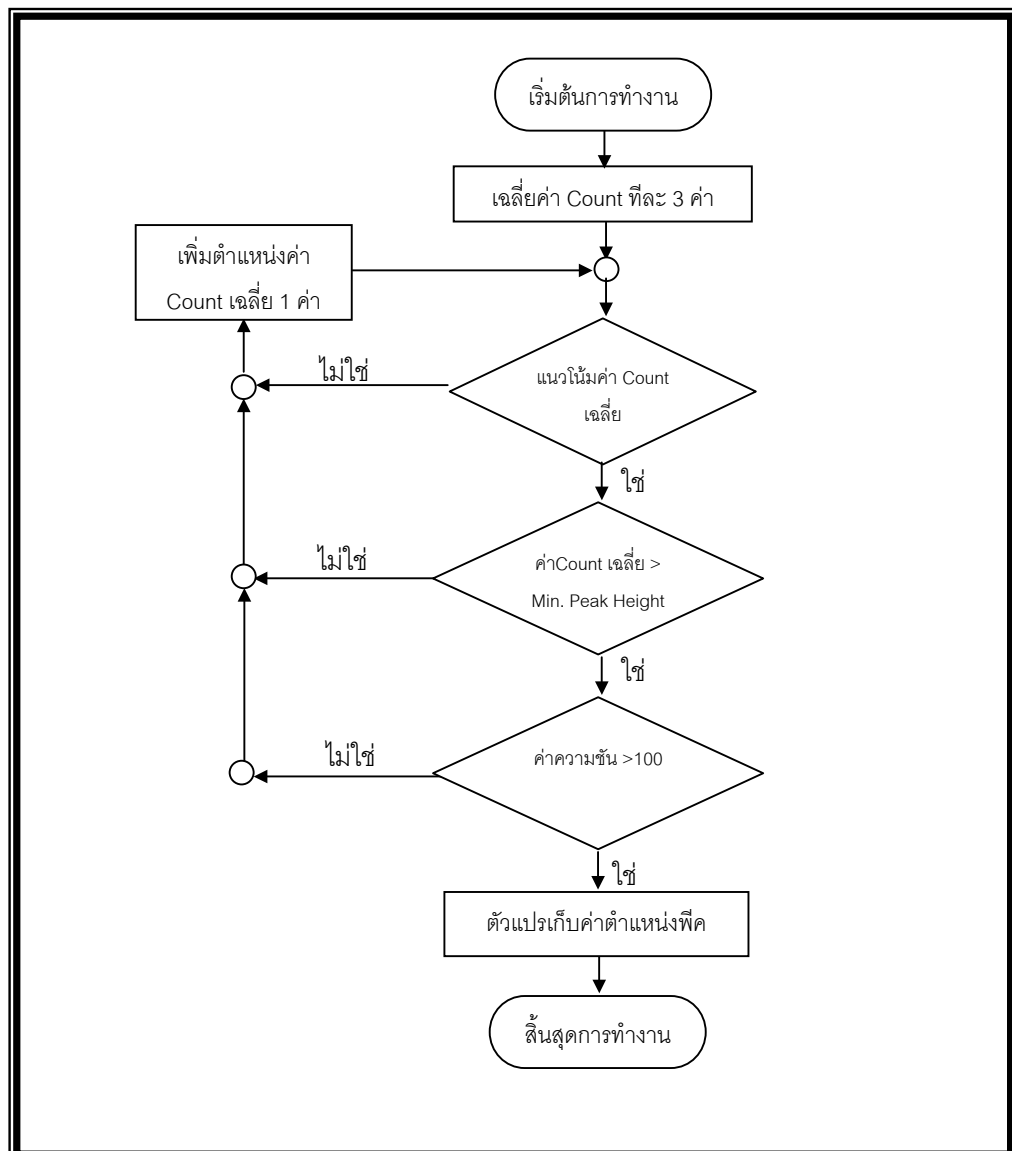 เริ่มต้นการทำงาน
เฉลี่ยค่า Count ทีละ 3 ค่า
เพิ่มตำแหน่งค่า
Count เฉลี่ย 1 ค่า
แนวโน้มค่า Count
เฉลี่ย
ไม่ใช่
ใช่
ค่าCount เฉลี่ย >
Min. Peak Height
ไม่ใช่
ใช่
ค่าความชัน >100
ไม่ใช่
ใช่
ตัวแปรเก็บค่าตำแหน่งพีค
สิ้นสุดการทำงาน